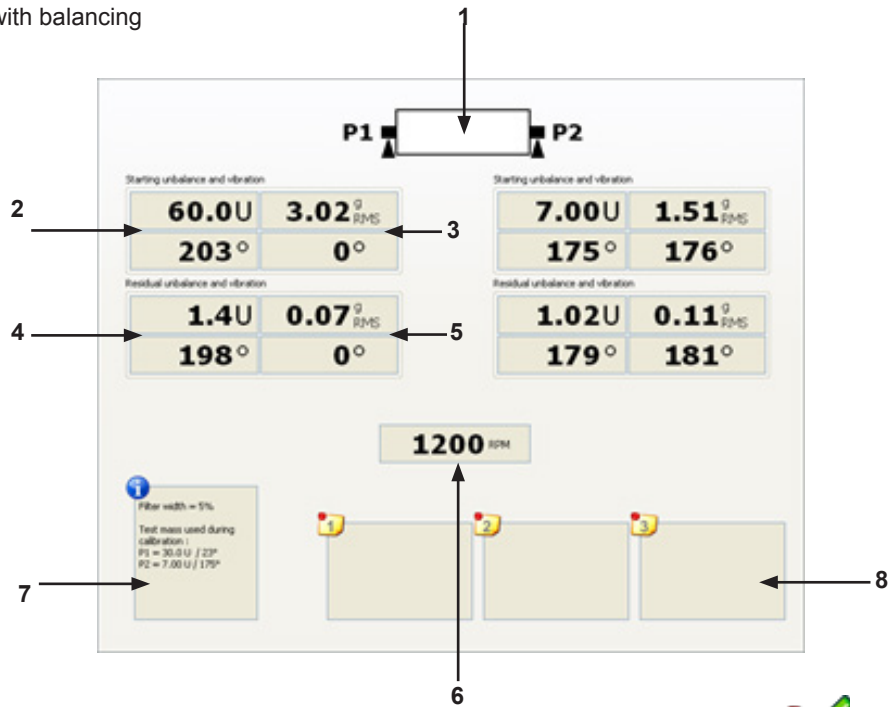 with balancing
1
P1 P2
Starting unbalance and vibration
60.0U 3.02 g RMS
203° 0°
Starting unbalance and vibration
7.00U 1.51 g RMS
175° 176°
2
3
Residual unbalance and vibration
1.4U 0.07 g RMS
198° 0°
Residual unbalance and vibration
1.02U 0.11 g RMS
179° 181°
4
5
1200 RPM
Filter width = 5%
Test mass used during
calibration :
P1 = 30.0 U / 23°
P2 = 7.00 U / 175°
1
2
3
7
8
6